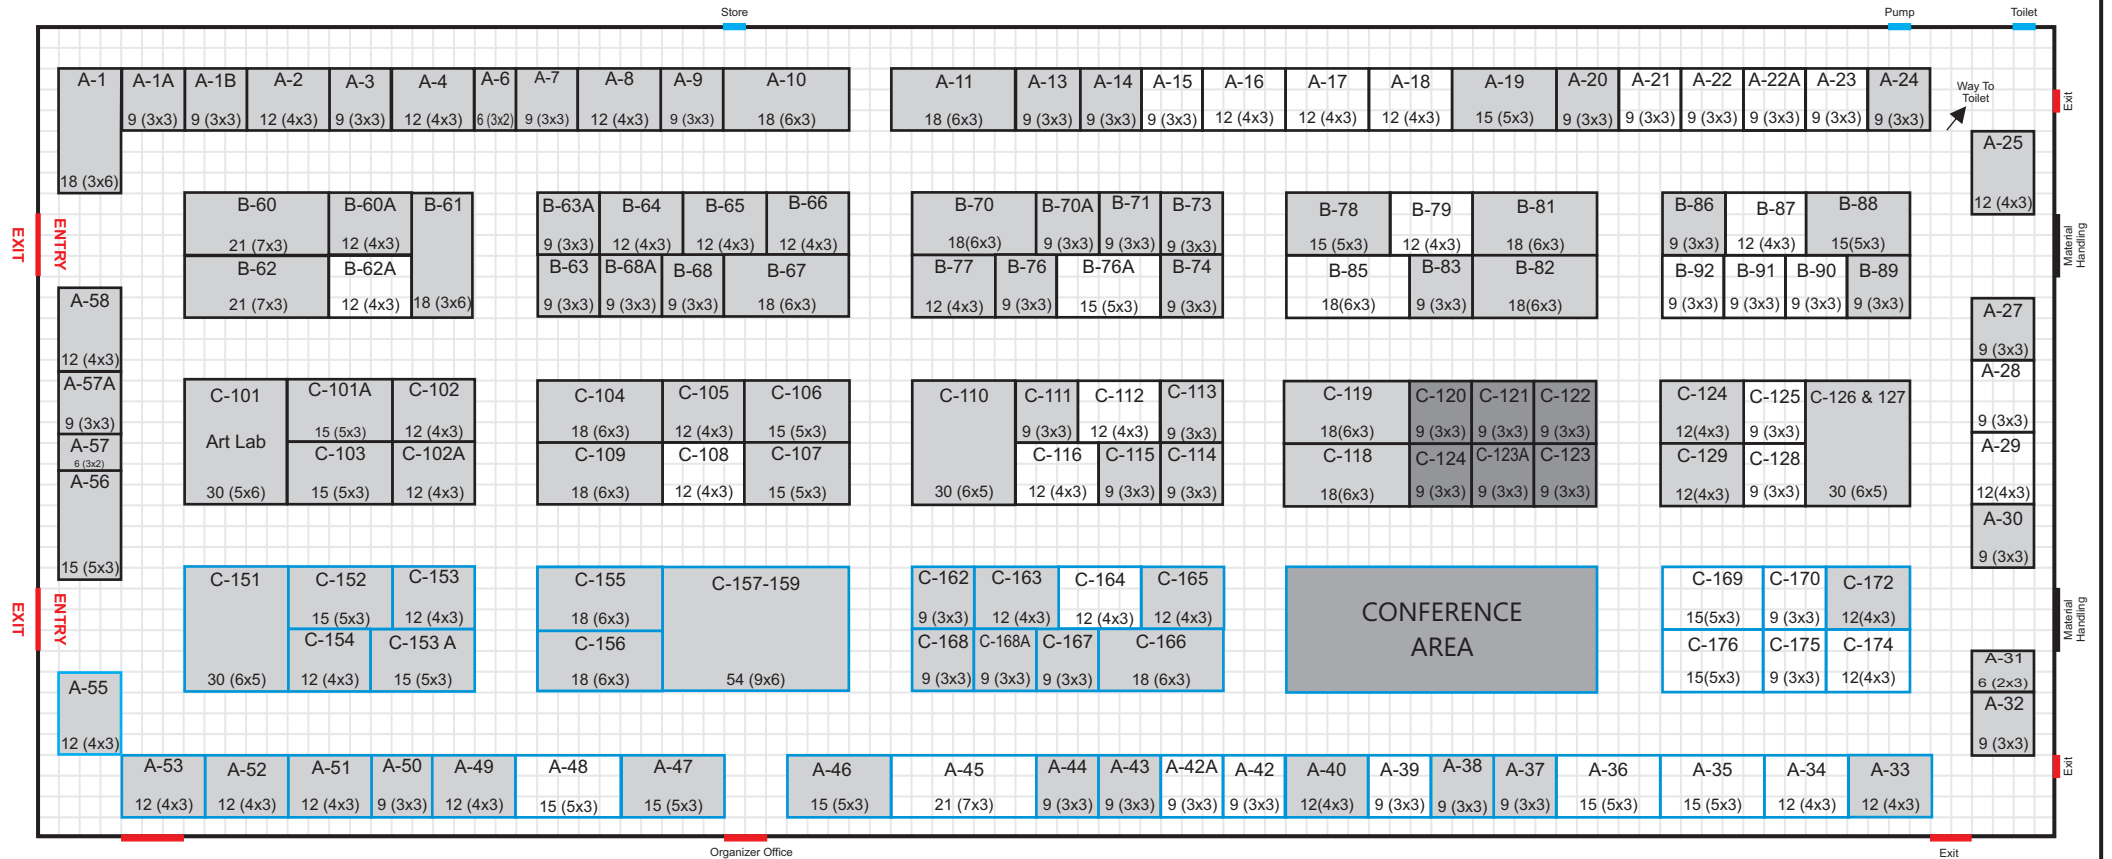 Store
Pump
Toilet
A-1
18 (3x6)
A-1A
9 (3x3)
A-1B
9 (3x3)
A-2
12 (4x3)
A-3
9 (3x3)
A-4
12 (4x3)
A-6
6 (3x2)
A-7
9 (3x3)
A-8
12 (4x3)
A-9
9 (3x3)
A-10
18 (6x3)
A-11
18 (6x3)
A-13
9 (3x3)
A-14
9 (3x3)
A-15
9 (3x3)
A-16
12 (4x3)
A-17
12 (4x3)
A-18
12 (4x3)
A-19
15 (5x3)
A-20
9 (3x3)
A-21
9 (3x3)
A-22
9 (3x3)
A-22A
9 (3x3)
A-23
9 (3x3)
A-24
9 (3x3)
Way To
Toilet
Exit
A-25
12 (4x3)
EXIT
ENTRY
B-60
21 (7x3)
B-60A
12 (4x3)
B-61
18 (3x6)
B-62
21 (7x3)
B-62A
12 (4x3)
B-63A
9 (3x3)
B-64
12 (4x3)
B-65
12 (4x3)
B-66
12 (4x3)
B-63
9 (3x3)
B-68A
9 (3x3)
B-68
9 (3x3)
B-67
18 (6x3)
B-70
18(6x3)
B-70A
9 (3x3)
B-71
9 (3x3)
B-73
9 (3x3)
B-77
12 (4x3)
B-76
9 (3x3)
B-76A
15 (5x3)
B-74
9 (3x3)
B-78
15 (5x3)
B-79
12 (4x3)
B-81
18 (6x3)
B-85
18(6x3)
B-83
9 (3x3)
B-82
18(6x3)
B-86
9 (3x3)
B-87
12 (4x3)
B-88
15(5x3)
B-92
9 (3x3)
B-91
9 (3x3)
B-90
9 (3x3)
B-89
9 (3x3)
Material
Handling
A-58
12 (4x3)
A-57A
9 (3x3)
A-57
6 (3x2)
A-56
15 (5x3)
C-101
Art Lab
30 (5x6)
C-101A
15 (5x3)
C-102
12 (4x3)
C-103
15 (5x3)
C-102A
12 (4x3)
C-104
18 (6x3)
C-105
12 (4x3)
C-106
15 (5x3)
C-109
18 (6x3)
C-108
12 (4x3)
C-107
15 (5x3)
C-110
30 (6x5)
C-111
9 (3x3)
C-112
12 (4x3)
C-113
9 (3x3)
C-116
12 (4x3)
C-115
9 (3x3)
C-114
9 (3x3)
C-119
18(6x3)
C-120
9 (3x3)
C-121
9 (3x3)
C-122
9 (3x3)
C-118
18(6x3)
C-124
9 (3x3)
C-123A
9 (3x3)
C-123
9 (3x3)
C-124
12(4x3)
C-125
9 (3x3)
C-126 & 127
30 (6x5)
C-129
12(4x3)
C-128
9 (3x3)
A-27
9 (3x3)
A-28
9 (3x3)
A-29
12(4x3)
A-30
9 (3x3)
EXIT
ENTRY
C-151
30 (6x5)
C-152
15 (5x3)
C-153
12 (4x3)
C-154
12 (4x3)
C-153 A
15 (5x3)
C-155
18 (6x3)
C-156
18 (6x3)
C-157-159
54 (9x6)
C-162
9 (3x3)
C-163
12 (4x3)
C-164
12 (4x3)
C-165
12 (4x3)
C-168
9 (3x3)
C-168A
9 (3x3)
C-167
9 (3x3)
C-166
18 (6x3)
CONFERENCE
AREA
C-169
15(5x3)
C-170
9 (3x3)
C-172
12(4x3)
C-176
15(5x3)
C-175
9 (3x3)
C-174
12(4x3)
Material
Handling
A-31
6 (2x3)
A-32
9 (3x3)
A-55
12 (4x3)
A-53
12 (4x3)
A-52
12 (4x3)
A-51
12 (4x3)
A-50
9 (3x3)
A-49
12 (4x3)
A-48
15 (5x3)
A-47
15 (5x3)
A-46
15 (5x3)
A-45
21 (7x3)
A-44
9 (3x3)
A-43
9 (3x3)
A-42A
9 (3x3)
A-42
9 (3x3)
A-40
12(4x3)
A-39
9 (3x3)
A-38
9 (3x3)
A-37
9 (3x3)
A-36
15 (5x3)
A-35
15 (5x3)
A-34
12 (4x3)
A-33
12 (4x3)
Exit
Organizer Office
Exit